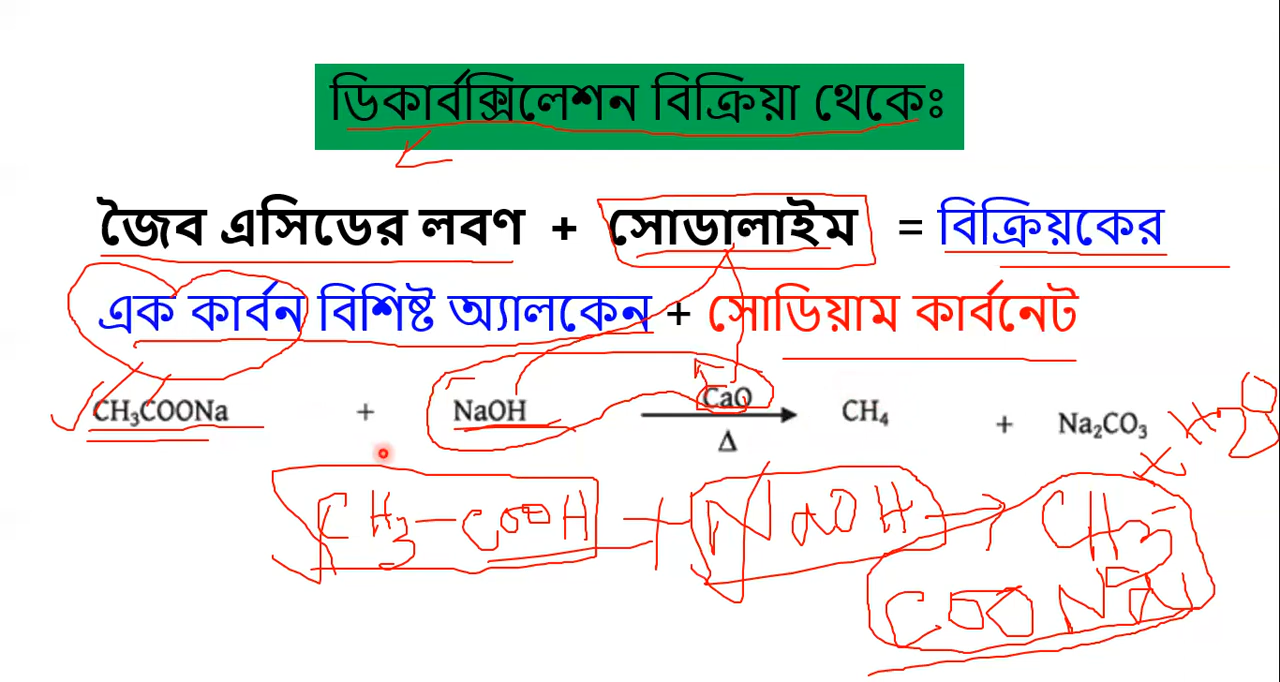 ডিকার্বক্সিলেশন বিক্রিয়া থেকেঃ
জৈব এসিডের লবণ + সোডালাইম = বিক্রিয়কের
এক কার্বন বিশিষ্ট অ্যালকেন + সোডিয়াম কার্বনেট
CH₃COONa + NaOH CaO Δ CH₄ + Na₂CO₃
CH₃-COOH + NaOH → CH₃-
COONa + H₂O